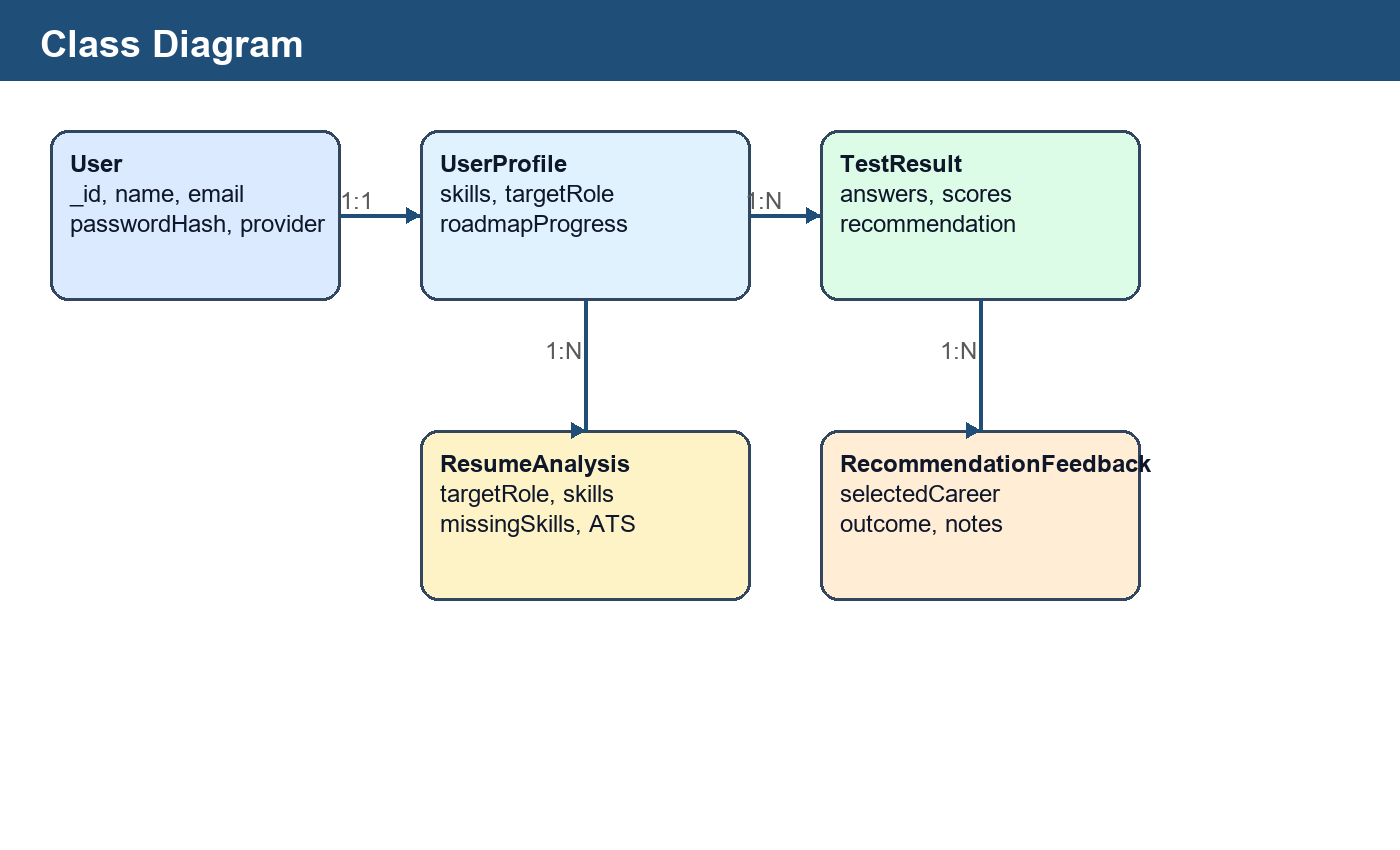 Class Diagram
User
_id, name, email
passwordHash, provider
1:1
UserProfile
skills, targetRole
roadmapProgress
1:N
TestResult
answers, scores
recommendation
1:N
1:N
ResumeAnalysis
targetRole, skills
missingSkills, ATS
RecommendationFeedback
selectedCareer
outcome, notes